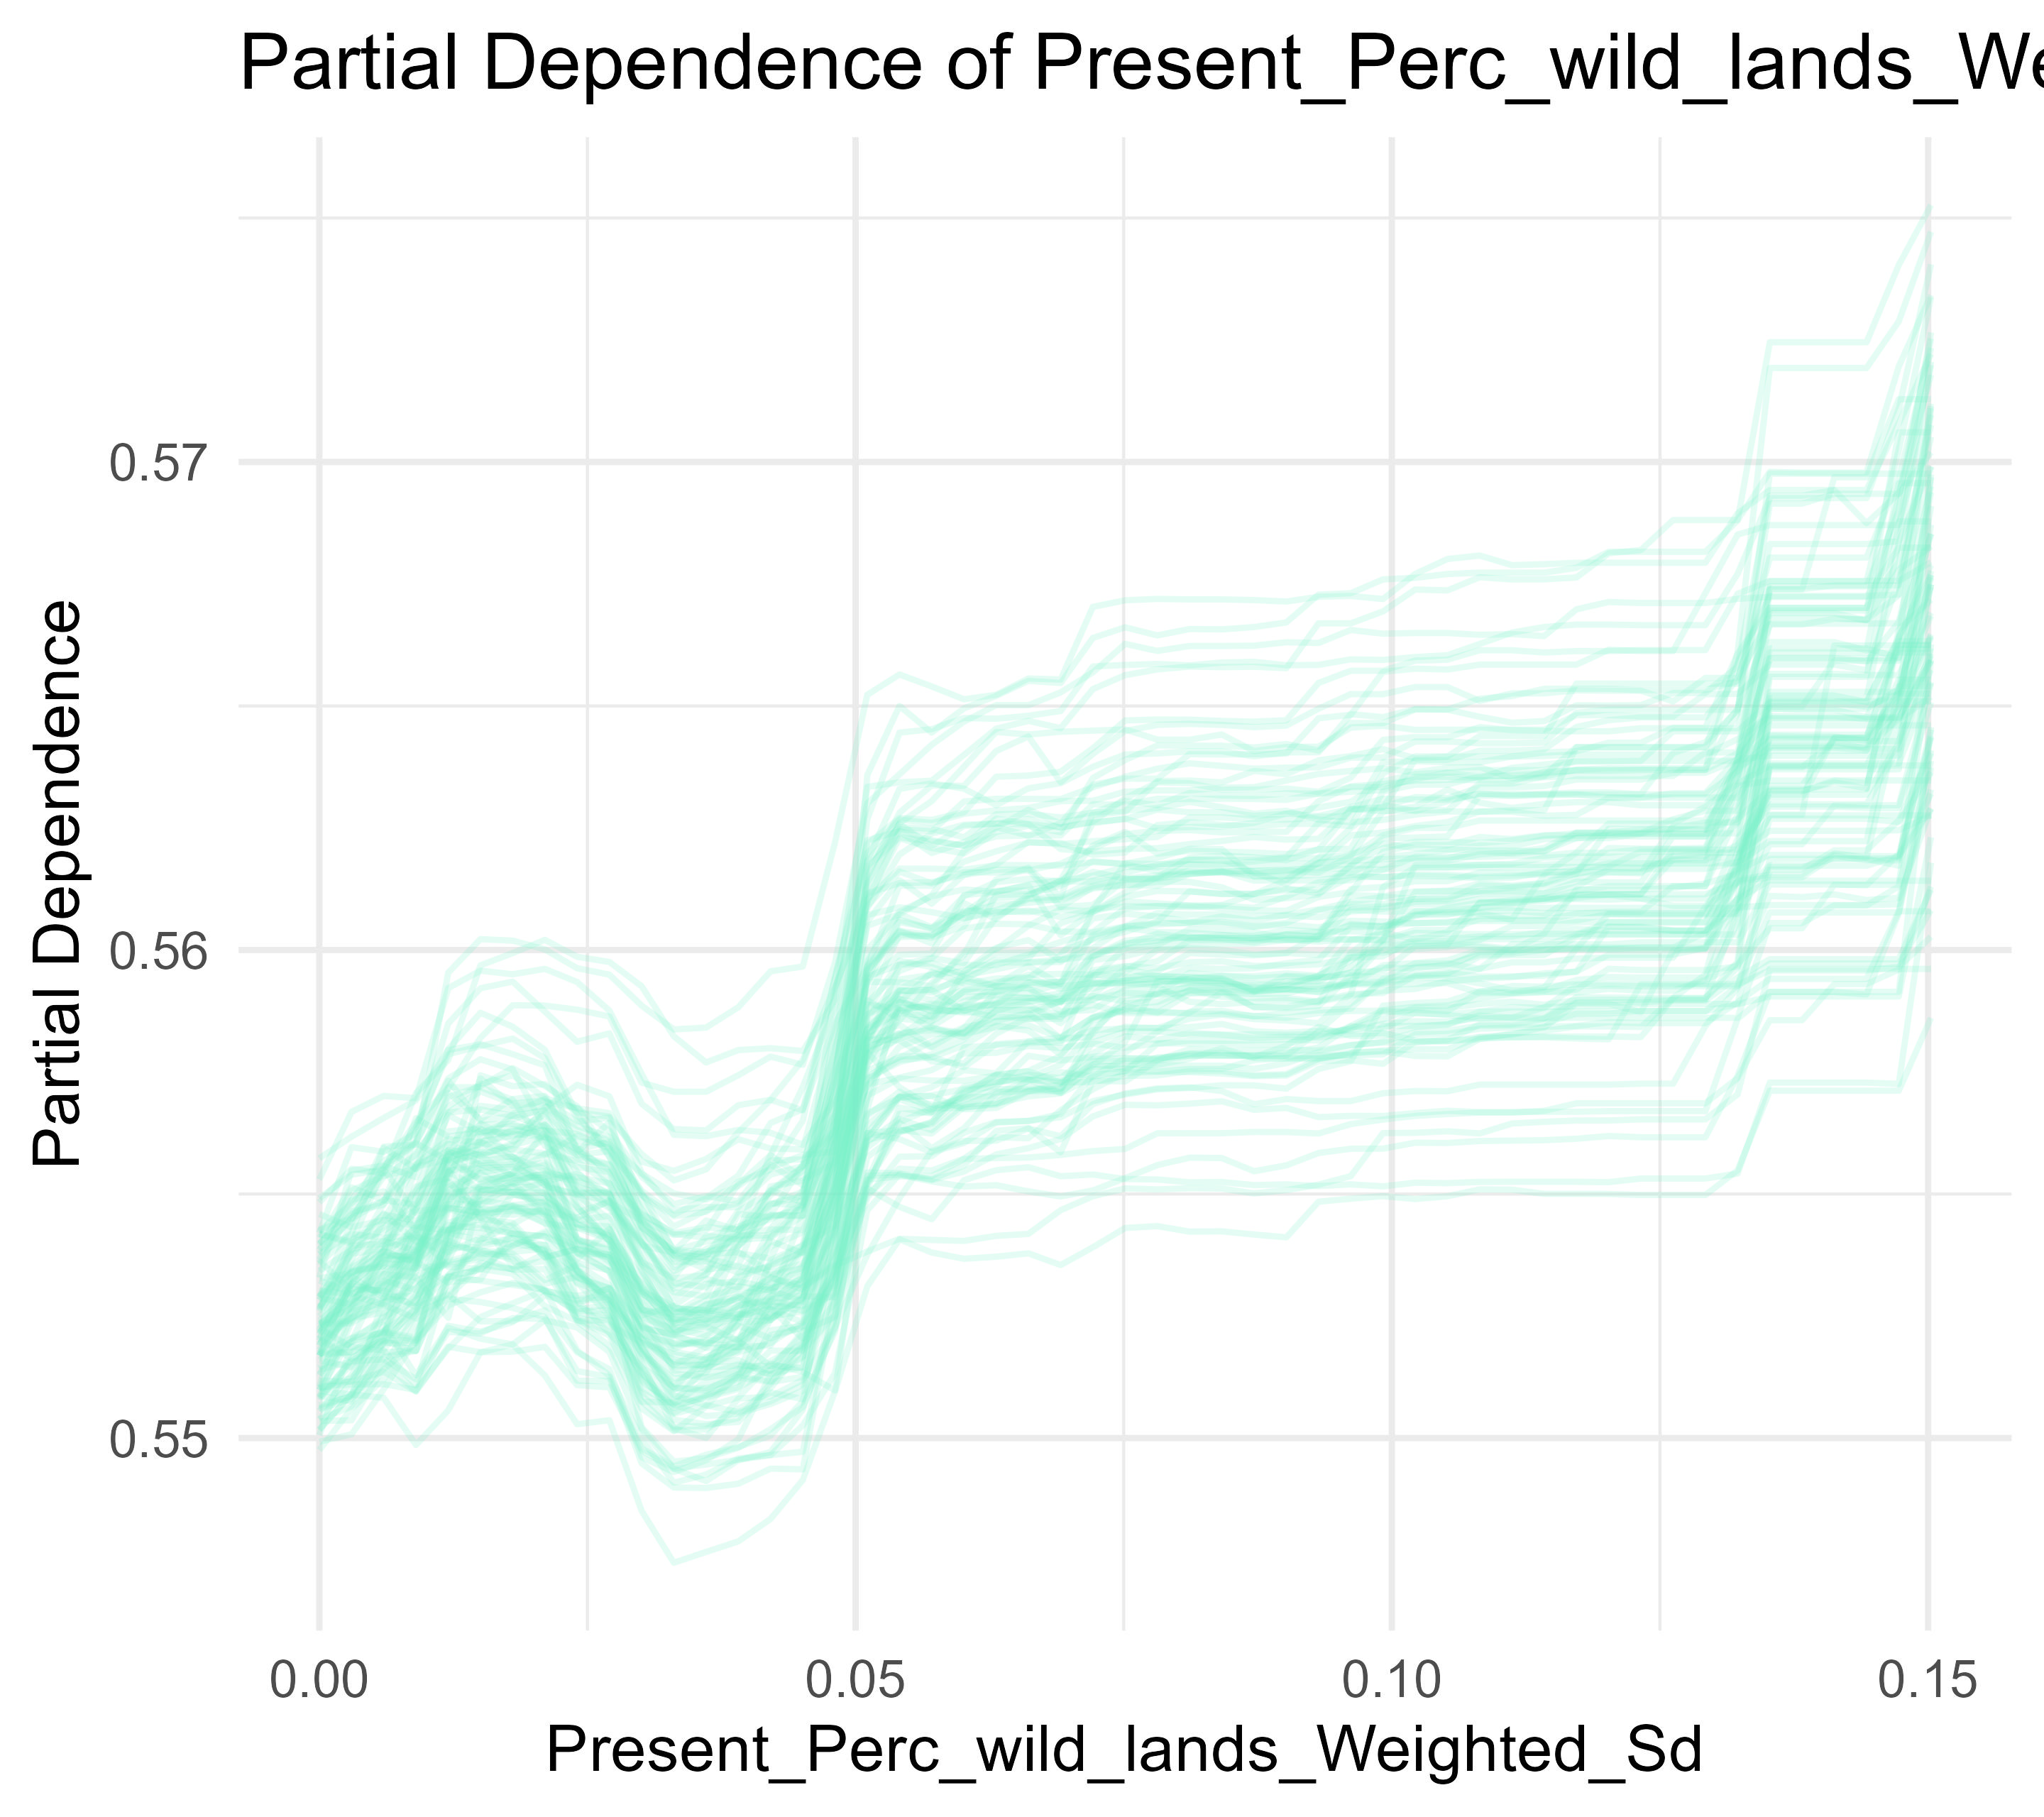 Partial Dependence of Present_Perc_wild_lands_We
Partial Dependence
0.57
0.56
0.55
0.00 0.05 0.10 0.15
Present_Perc_wild_lands_Weighted_Sd